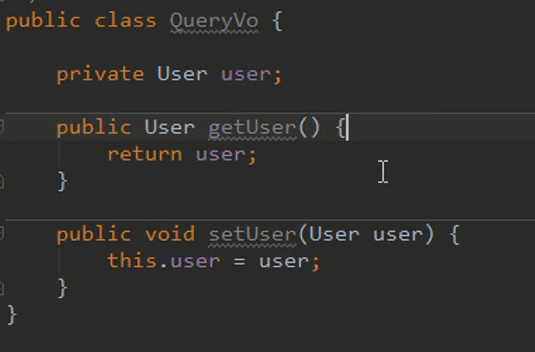 public class QueryVo {
private User user;
public User getUser() {
return user;
}
public void setUser(User user) {
this.user = user;
}
}